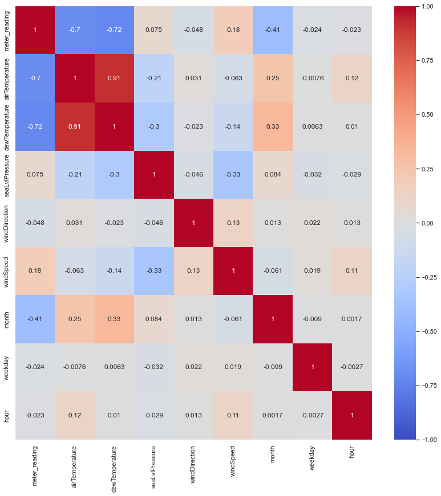 meter_reading 1 -0.7 -0.72 0.075 -0.048 0.18 -0.41 -0.024 -0.023
airTemperature -0.7 1 0.91 -0.21 0.031 -0.063 0.25 -0.0076 0.12
dewTemperature -0.72 0.91 1 -0.3 -0.023 -0.14 0.33 0.0063 0.01
seaLvlPressure 0.075 -0.21 -0.3 1 -0.046 -0.33 0.084 -0.032 -0.029
windDirection -0.048 0.031 -0.023 -0.046 1 0.13 0.013 0.022 0.013
windSpeed 0.18 -0.063 -0.14 -0.33 0.13 1 -0.061 0.019 0.11
month -0.41 0.25 0.33 0.084 0.013 -0.061 1 -0.009 0.0017
weekday -0.024 -0.0076 0.0063 -0.032 0.022 0.019 -0.009 1 -0.0027
hour -0.023 0.12 0.01 -0.029 0.013 0.11 0.0017 -0.0027 1
meter_reading airTemperature dewTemperature seaLvlPressure windDirection windSpeed month weekday hour
1.00
0.75
0.50
0.25
0.00
-0.25
-0.50
-0.75
-1.00